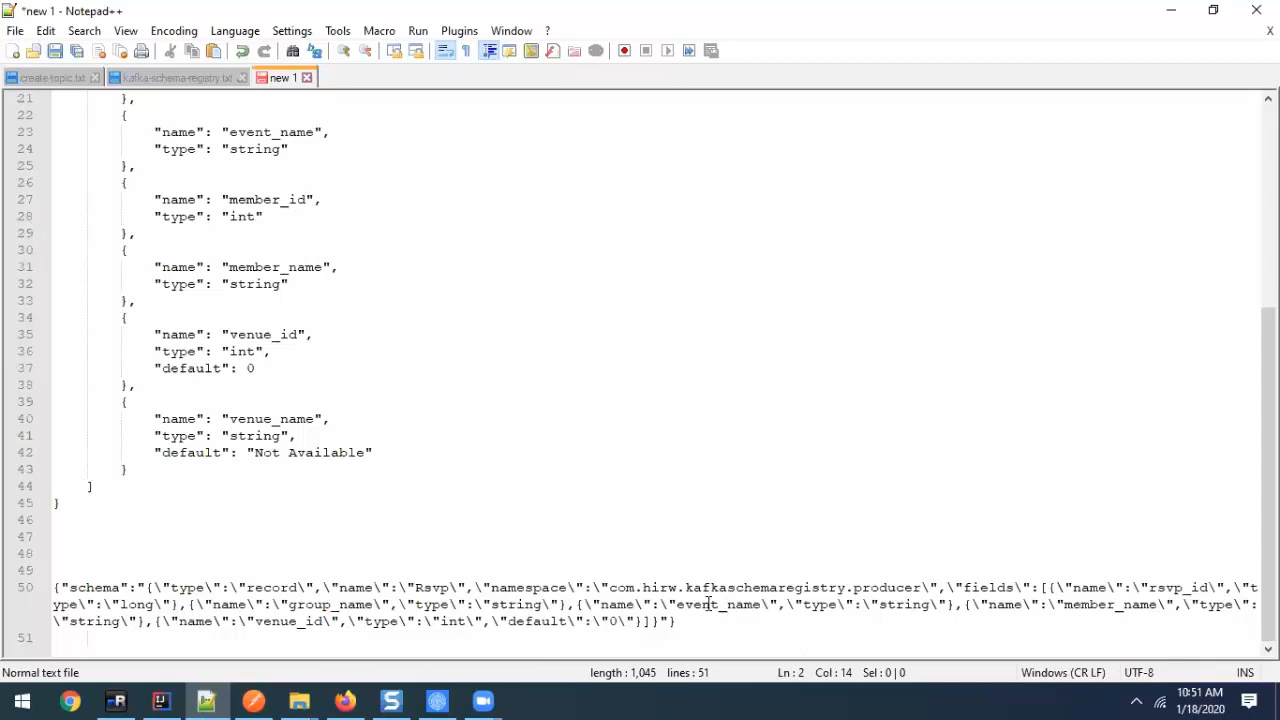 *new 1 - Notepad++
File Edit Search View Encoding Language Settings Tools Macro Run Plugins Window ?
X
create-topic.txt kafka-schema-registry.txt new 1
21 },
22 {
23 "name": "event_name",
24 "type": "string"
25 },
26 {
27 "name": "member_id",
28 "type": "int"
29 },
30 {
31 "name": "member_name",
32 "type": "string"
33 },
34 {
35 "name": "venue_id",
36 "type": "int",
37 "default": 0
38 },
39 {
40 "name": "venue_name",
41 "type": "string",
42 "default": "Not Available"
43 }
44 ]
45 }
46
47
48
49
50 {"schema":"{\"type\":\"record\",\"name\":\"Rsvp\",\"namespace\":\"com.hirw.kafkaschemaregistry.producer\",\"fields\":[{\"name\":\"rsvp_id\",\"t
ype\":\"long\"},{\"name\":\"group_name\",\"type\":\"string\"},{\"name\":\"event_name\",\"type\":\"string\"},{\"name\":\"member_name\",\"type\":
\"string\"},{\"name\":\"venue_id\",\"type\":\"int\",\"default\":\"0\"}]}"}
51
Normal text file length : 1,045 lines : 51 Ln : 2 Col : 14 Sel : 0 | 0 Windows (CR LF) UTF-8 INS
10:51 AM
1/18/2020